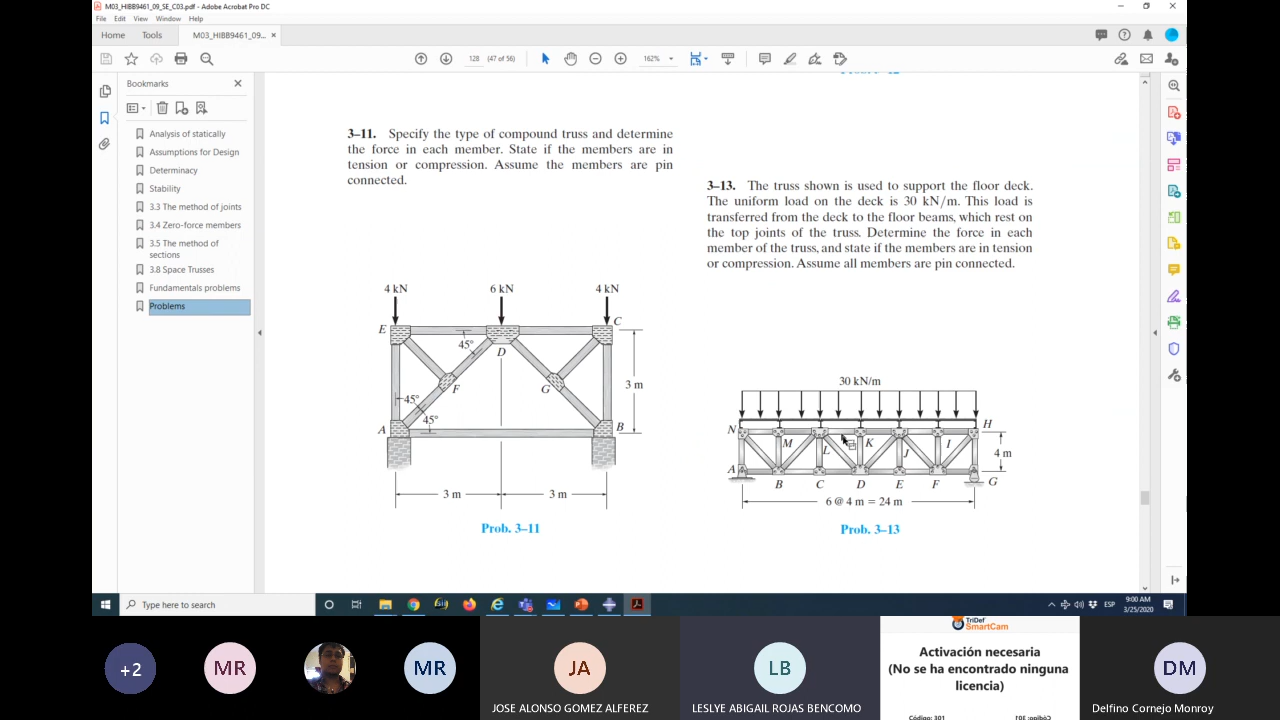 M03_HIBB9461_09_SE_C03.pdf - Adobe Acrobat Pro DC
File Edit View Window Help
Home Tools M03_HIBB9461_09... ×
128 (47 of 56) 162%
Bookmarks
Analysis of statically
Assumptions for Design
Determinacy
Stability
3.3 The method of joints
3.4 Zero-force members
3.5 The method of
sections
3.8 Space Trusses
Fundamentals problems
Problems
3–11. Specify the type of compound truss and determine
the force in each member. State if the members are in
tension or compression. Assume the members are pin
connected.
4 kN 6 kN 4 kN
E C
45°
D
F G 3 m
45°
45°
A B
3 m 3 m
Prob. 3–11
3–13. The truss shown is used to support the floor deck.
The uniform load on the deck is 30 kN/m. This load is
transferred from the deck to the floor beams, which rest on
the top joints of the truss. Determine the force in each
member of the truss, and state if the members are in tension
or compression. Assume all members are pin connected.
30 kN/m
N H
M L K J I
4 m
A G
B C D E F
6 @ 4 m = 24 m
Prob. 3–13
Type here to search
ESP
9:00 AM
3/25/2020
+2
MR
MR
JA
JOSE ALONSO GOMEZ ALFEREZ
LB
LESLYE ABIGAIL ROJAS BENCOMO
TriDef
SmartCam
Activación necesaria
(No se ha encontrado ninguna
licencia)
Código: 301
DM
Delfino Cornejo Monroy